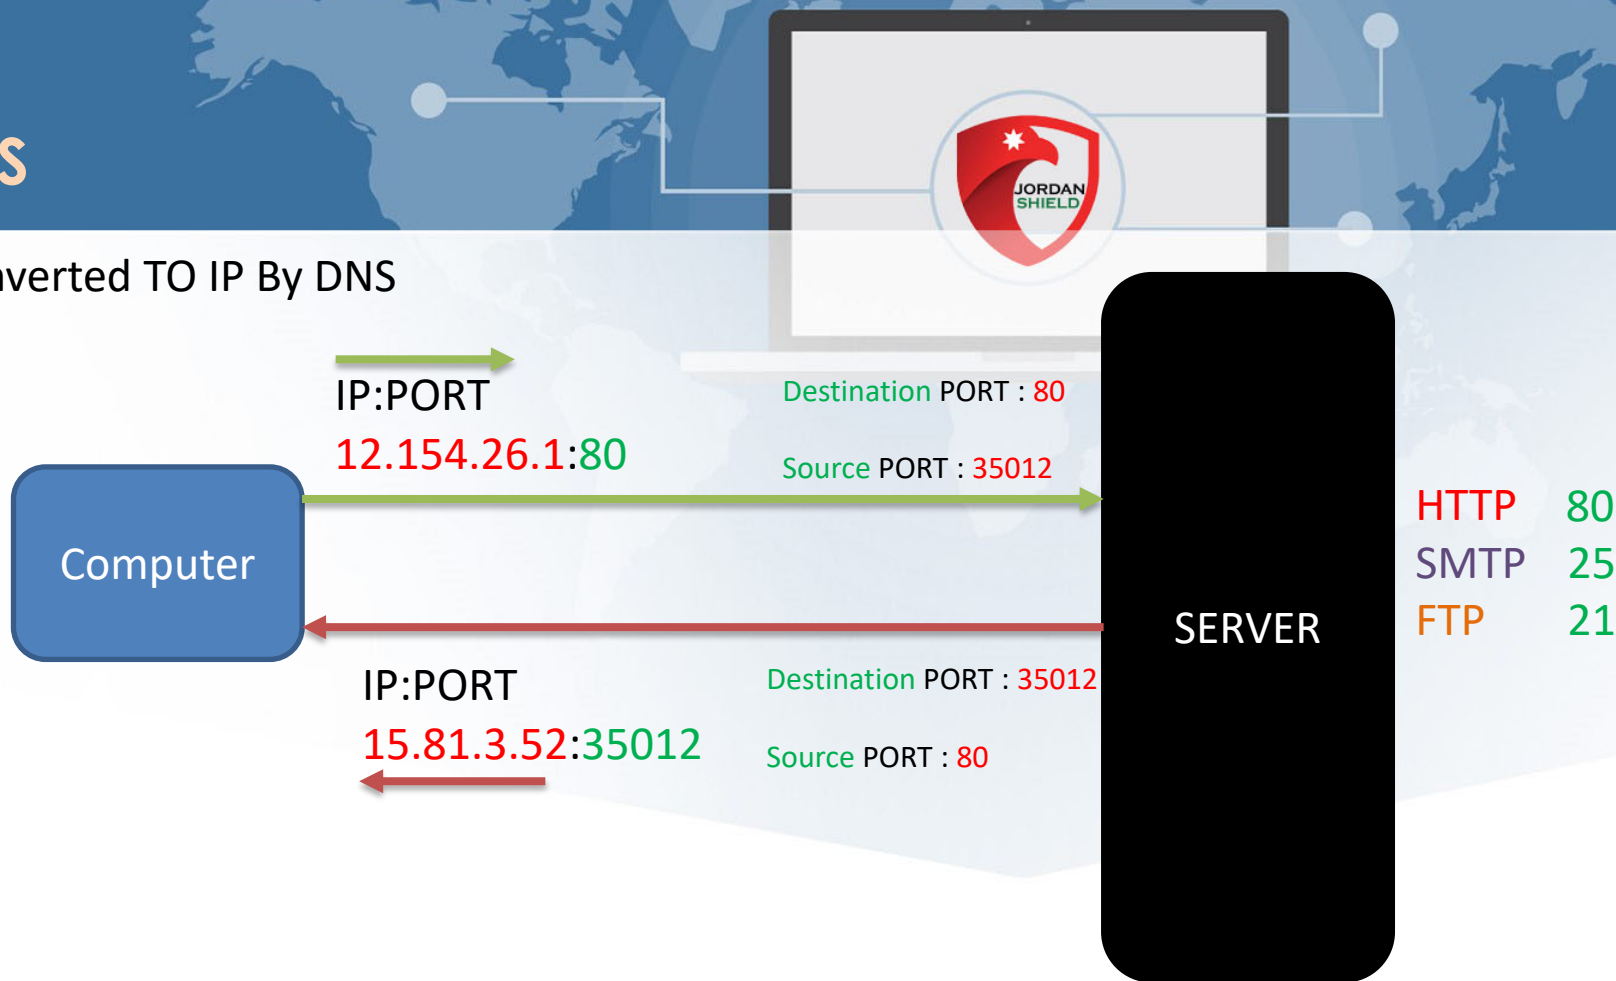 JORDAN
SHIELD
TO IP By DNS
IP:PORT
12.154.26.1:80
Destination PORT : 80
Source PORT : 35012
Computer
HTTP 80
SMTP 25
FTP 21
SERVER
IP:PORT
15.81.3.52:35012
Destination PORT : 35012
Source PORT : 80